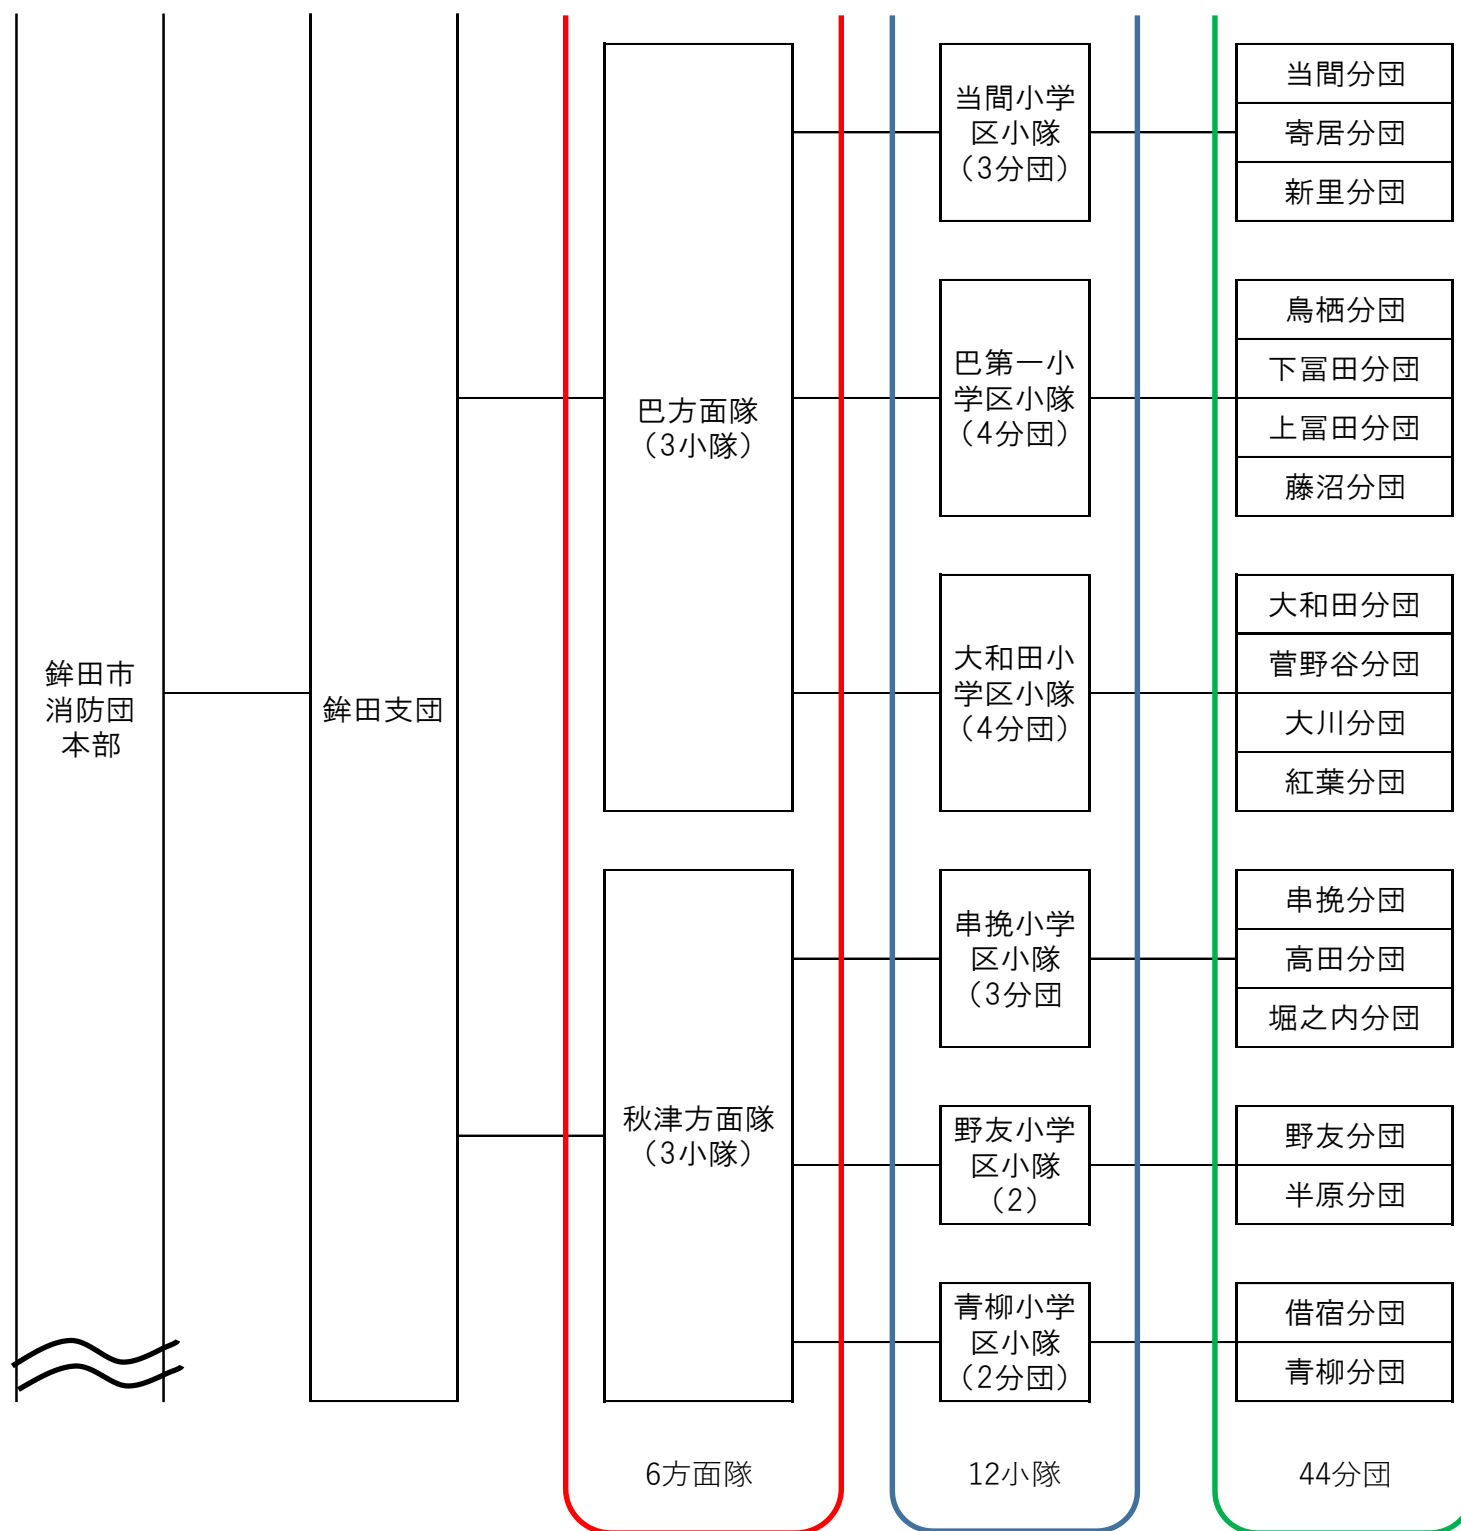 鉾田市
消防団
本部
鉾田支団
巴方面隊
（3小隊）
当間小学
区小隊
（3分団）
当間分団
寄居分団
新里分団
巴第一小
学区小隊
（4分団）
鳥栖分団
下冨田分団
上冨田分団
藤沼分団
大和田小
学区小隊
（4分団）
大和田分団
菅野谷分団
大川分団
紅葉分団
秋津方面隊
（3小隊）
串挽小学
区小隊
（3分団
串挽分団
高田分団
堀之内分団
野友小学
区小隊
（2）
野友分団
半原分団
青柳小学
区小隊
（2分団）
借宿分団
青柳分団
6方面隊
12小隊
44分団